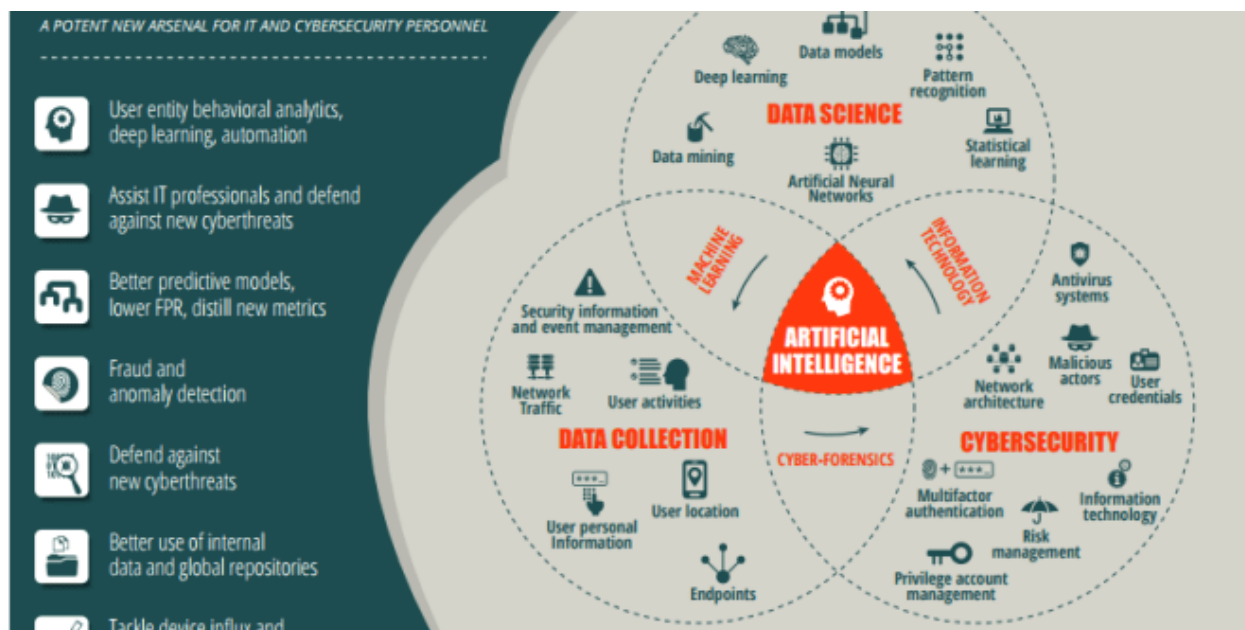 A POTENT NEW ARSENAL FOR IT AND CYBERSECURITY PERSONNEL
User entity behavioral analytics,
deep learning, automation
Assist IT professionals and defend
against new cyberthreats
Better predictive models,
lower FPR, distill new metrics
Fraud and
anomaly detection
Defend against
new cyberthreats
Better use of internal
data and global repositories
Tackle device influx and
Data models
Deep learning
Pattern
recognition
DATA SCIENCE
Data mining
Statistical
learning
Artificial Neural
Networks
MACHINE
LEARNING
INFORMATION
TECHNOLOGY
ARTIFICIAL
INTELLIGENCE
Security information
and event management
Network
Traffic
User activities
DATA COLLECTION
User personal
Information
User location
Endpoints
CYBER-FORENSICS
Antivirus
systems
Malicious
actors
User
credentials
Network
architecture
CYBERSECURITY
Multifactor
authentication
Information
technology
Risk
management
Privilege account
management